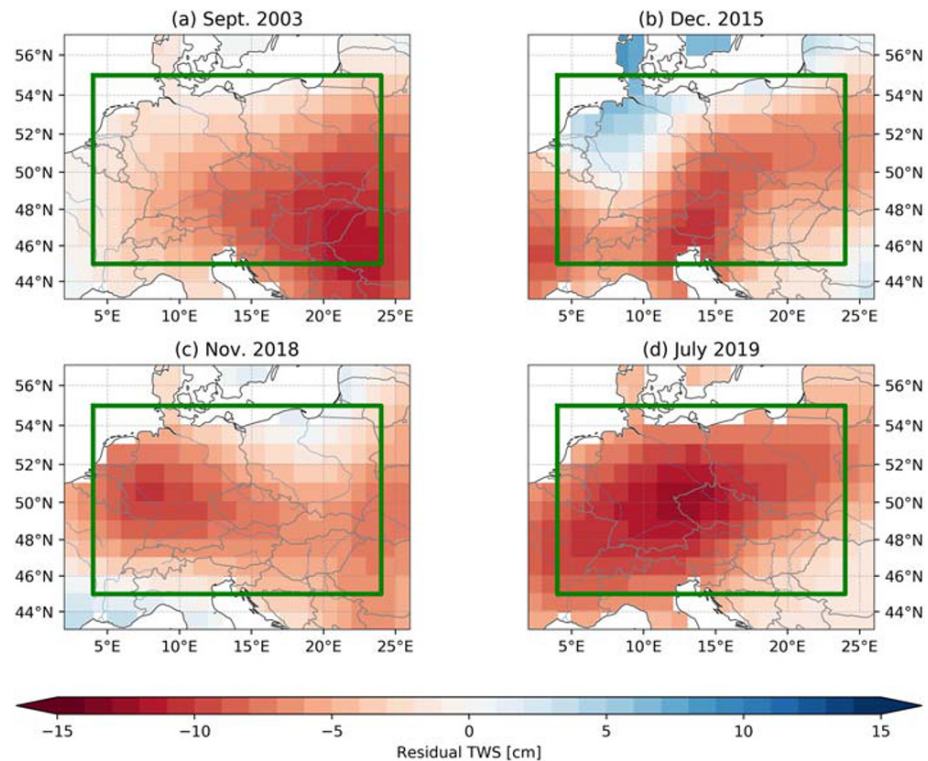 (a) Sept. 2003
(b) Dec. 2015
56°N
54°N
52°N
50°N
48°N
46°N
44°N
56°N
54°N
52°N
50°N
48°N
46°N
44°N
5°E 10°E 15°E 20°E 25°E
5°E 10°E 15°E 20°E 25°E
(c) Nov. 2018
(d) July 2019
56°N
54°N
52°N
50°N
48°N
46°N
44°N
56°N
54°N
52°N
50°N
48°N
46°N
44°N
5°E 10°E 15°E 20°E 25°E
5°E 10°E 15°E 20°E 25°E
−15 −10 −5 0 5 10 15
Residual TWS [cm]